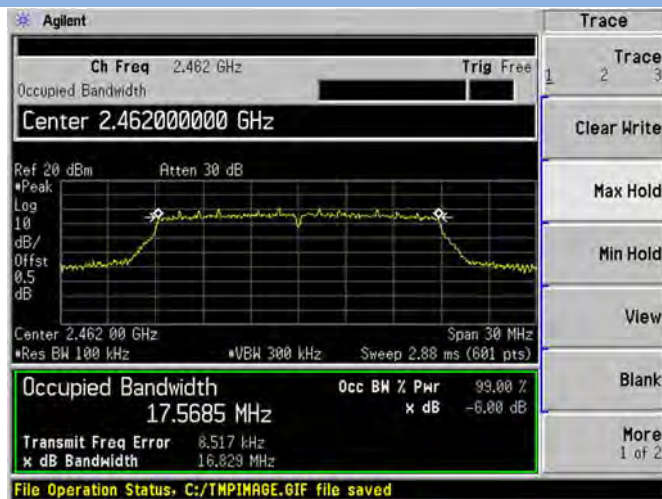 Agilent
Trace
Ch Freq 2.462 GHz Trig Free
Occupied Bandwidth
Center 2.462000000 GHz
Ref 20 dBm Atten 30 dB
#Peak
Log
10
dB/
Offst
0.5
dB
Center 2.462 00 GHz Span 30 MHz
#Res BW 100 kHz #VBW 300 kHz Sweep 2.88 ms (601 pts)
Occupied Bandwidth Occ BW % Pwr 99.00 %
17.5685 MHz x dB -6.00 dB
Transmit Freq Error 8.517 kHz
x dB Bandwidth 16.829 MHz
File Operation Status, C:/TMPIMAGE.GIF file saved
Trace
1 2 3
Clear Write
Max Hold
Min Hold
View
Blank
More
1 of 2